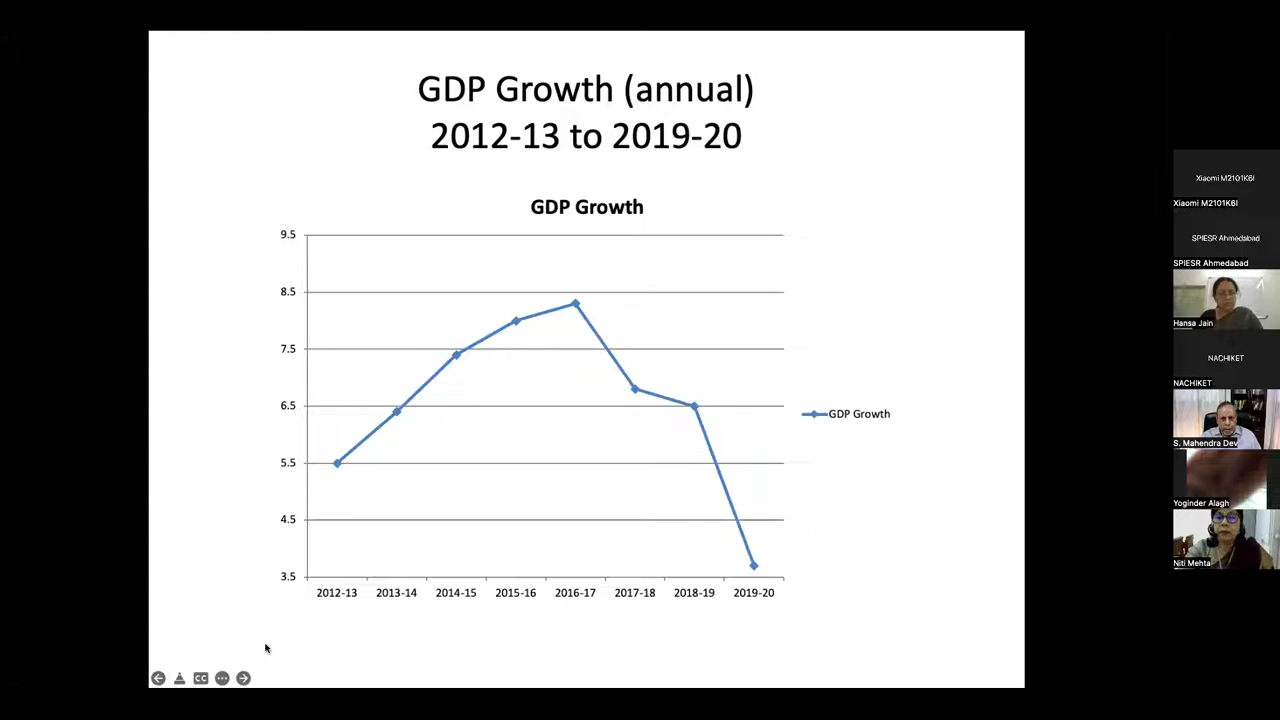 GDP Growth (annual)
2012-13 to 2019-20
GDP Growth
9.5
8.5
7.5
6.5
5.5
4.5
3.5
2012-13 2013-14 2014-15 2015-16 2016-17 2017-18 2018-19 2019-20
GDP Growth
CC
Xiaomi M2101K6I
Xiaomi M2101K6I
SPIESR Ahmedabad
SPIESR Ahmedabad
Hansa Jain
NACHIKET
NACHIKET
S. Mahendra Dev
Yoginder Alagh
Niti Mehta